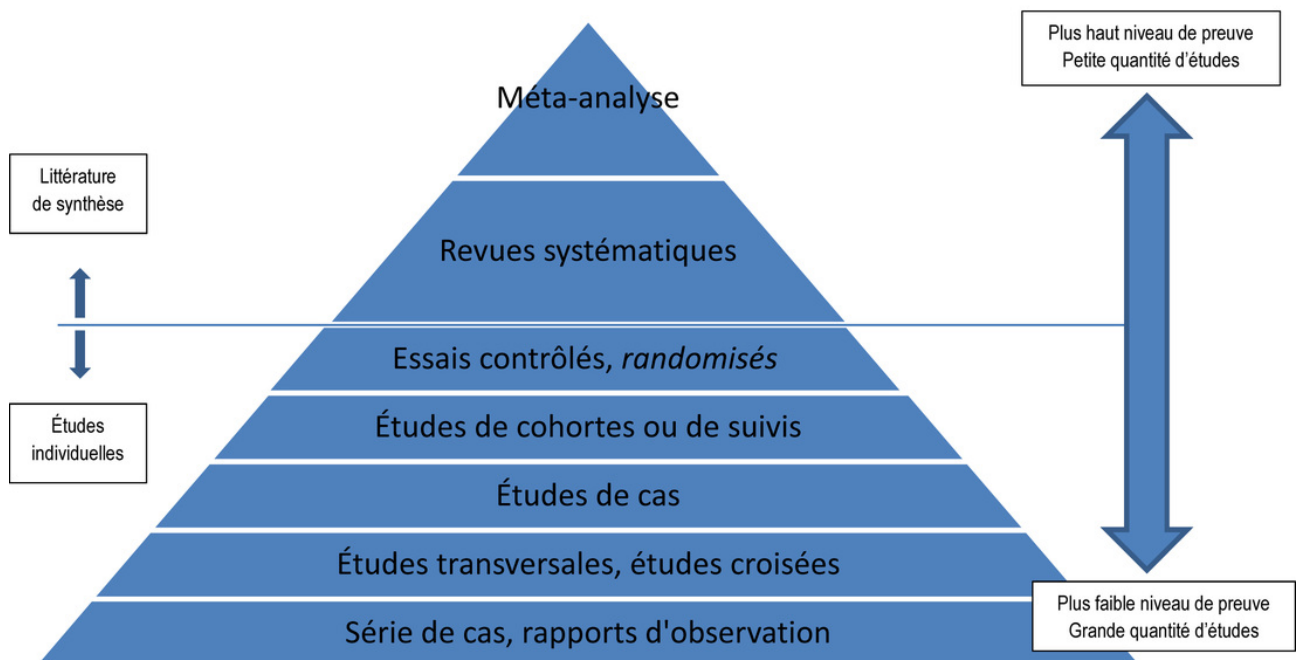 Plus haut niveau de preuve
Petite quantité d'études
Méta-analyse
Littérature
de synthèse
Revues systématiques
Essais contrôlés, randomisés
Études
individuelles
Études de cohortes ou de suivis
Études de cas
Études transversales, études croisées
Plus faible niveau de preuve
Grande quantité d'études
Série de cas, rapports d'observation